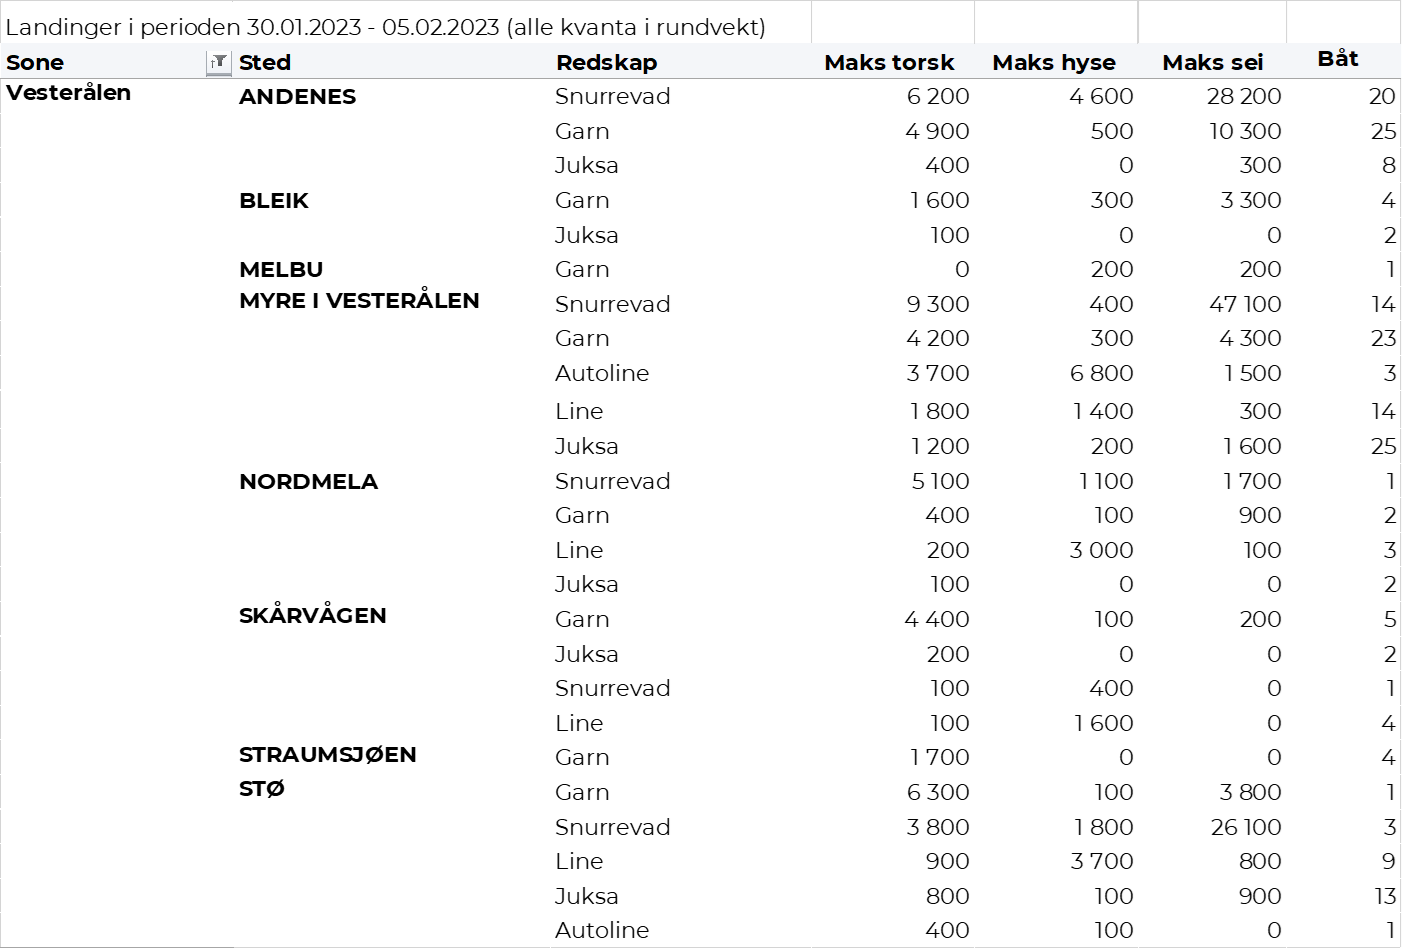 Landinger i perioden 30.01.2023 - 05.02.2023 (alle kvanta i rundvekt)
Sone Sted Redskap Maks torsk Maks hyse Maks sei Båt
Vesterålen ANDENES Snurrevad 6 200 4 600 28 200 20
Garn 4 900 500 10 300 25
Juksa 400 0 300 8
BLEIK Garn 1 600 300 3 300 4
Juksa 100 0 0 2
MELBU Garn 0 200 200 1
MYRE I VESTERÅLEN Snurrevad 9 300 400 47 100 14
Garn 4 200 300 4 300 23
Autoline 3 700 6 800 1 500 3
Line 1 800 1 400 300 14
Juksa 1 200 200 1 600 25
NORDMELA Snurrevad 5 100 1 100 1 700 1
Garn 400 100 900 2
Line 200 3 000 100 3
Juksa 100 0 0 2
SKÅRVÅGEN Garn 4 400 100 200 5
Juksa 200 0 0 2
Snurrevad 100 400 0 1
Line 100 1 600 0 4
STRAUMSJØEN Garn 1 700 0 0 4
STØ Garn 6 300 100 3 800 1
Snurrevad 3 800 1 800 26 100 3
Line 900 3 700 800 9
Juksa 800 100 900 13
Autoline 400 100 0 1